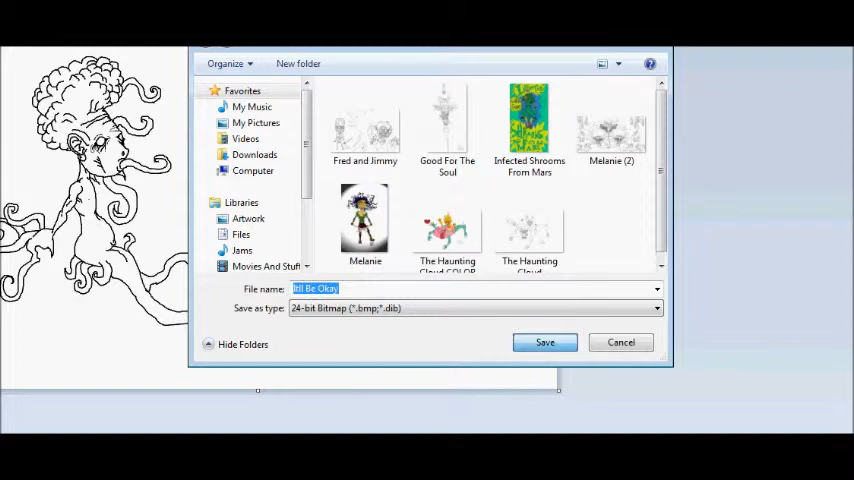 Organize
New folder
Favorites
My Music
My Pictures
Videos
Downloads
Computer
Libraries
Artwork
Files
Jams
Movies And Stuff
Fred and Jimmy
Good For The
Soul
Infected Shrooms
From Mars
Melanie (2)
Melanie
The Haunting
Cloud COLOR
The Haunting
Cloud
File name:
Itll Be Okay
Save as type:
24-bit Bitmap (*.bmp;*.dib)
Hide Folders
Save
Cancel